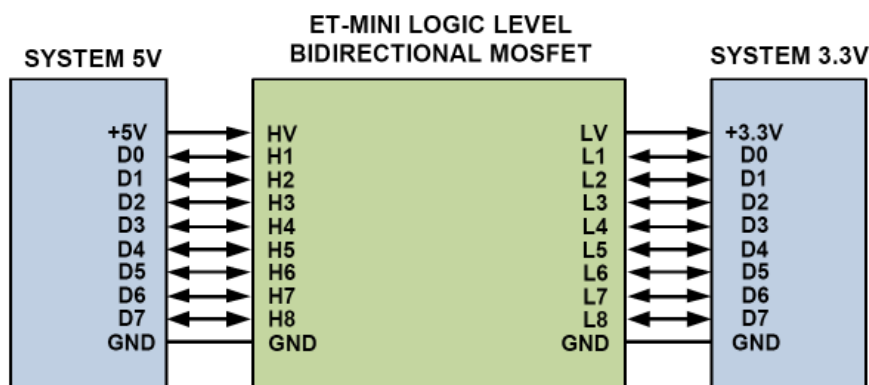 ET-MINI LOGIC LEVEL
BIDIRECTIONAL MOSFET
SYSTEM 5V
SYSTEM 3.3V
+5V HV LV +3.3V
D0 H1 L1 D0
D1 H2 L2 D1
D2 H3 L3 D2
D3 H4 L4 D3
D4 H5 L5 D4
D5 H6 L6 D5
D6 H7 L7 D6
D7 H8 L8 D7
GND GND GND GND